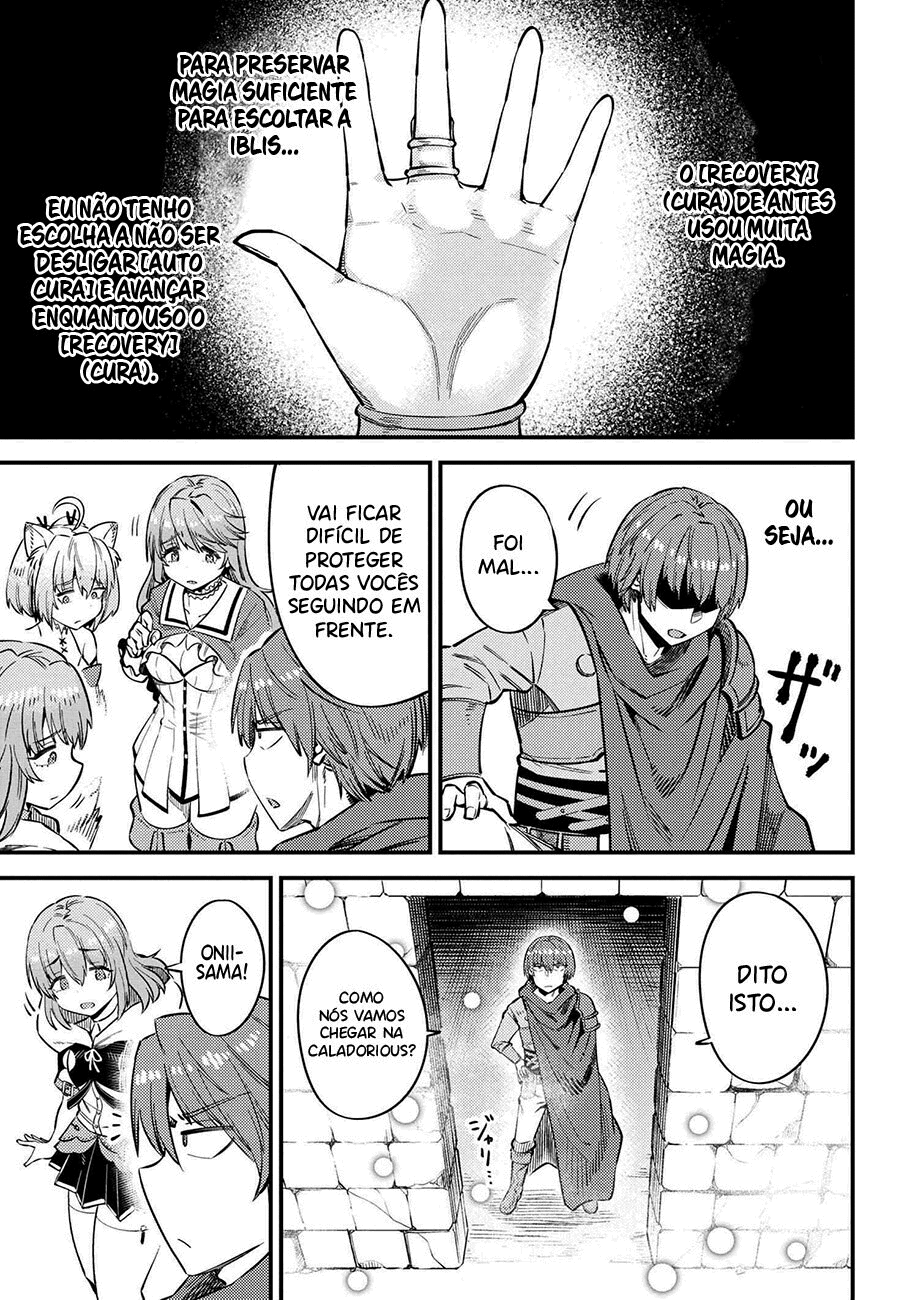 O [RECOVERY]
(CURA) DE ANTES
USOU MUITA
MAGIA.
PARA PRESERVAR
MAGIA SUFICIENTE
PARA ESCOLTAR A
IBLIS...
EU NÃO TENHO
ESCOLHA A NÃO SER
DESLIGAR [AUTO
CURA] E AVANÇAR
ENQUANTO USO O
[RECOVERY]
(CURA).
OU
SEJA...
FOI
MAL...
ザッ
VAI FICAR
DIFÍCIL DE
PROTEGER
TODAS VOCÊS
SEGUINDO EM
FRENTE.
DITO
ISTO...
COMO
NÓS VAMOS
CHEGAR NA
CALADORIOUS?
ジャリ
ONII-
SAMA!